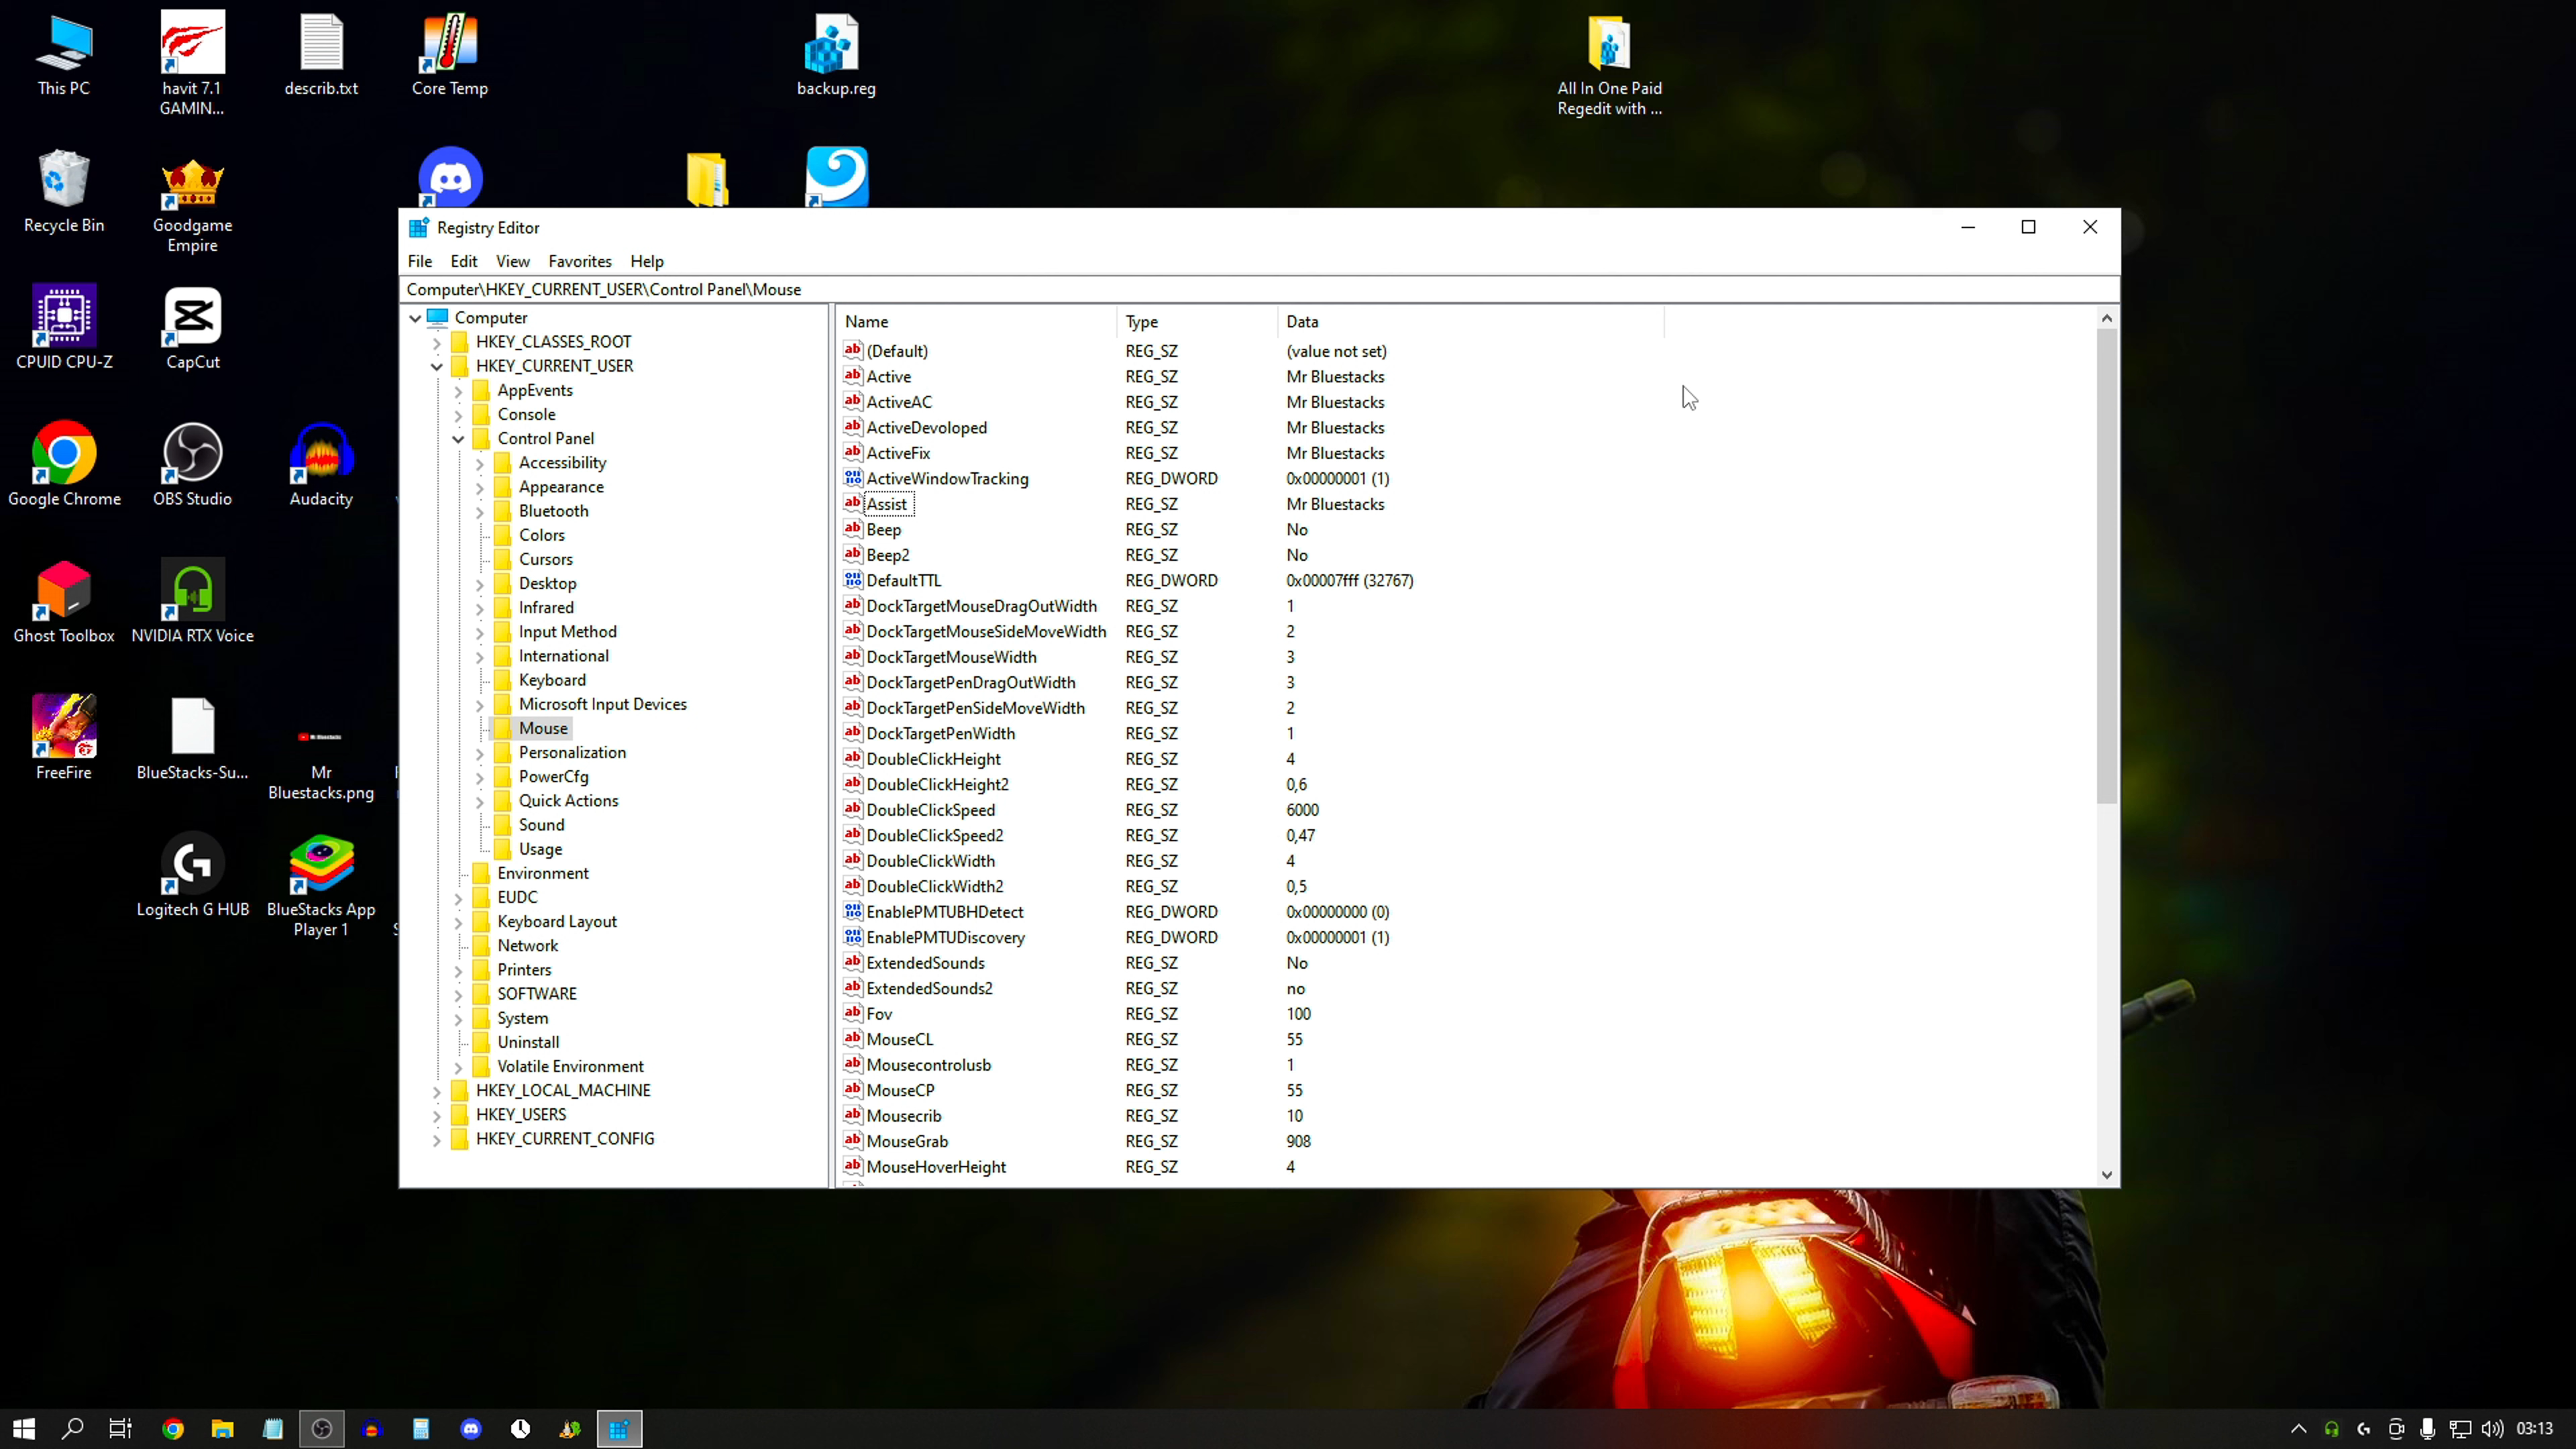 This PC
havit 7.1
GAMIN...
describ.txt
Core Temp
backup.reg
All In One Paid
Regedit with ...
Recycle Bin
Goodgame
Empire
CPUID CPU-Z
CapCut
Google Chrome
OBS Studio
Audacity
Ghost Toolbox
NVIDIA RTX Voice
FreeFire
BlueStacks-Su...
Mr
Bluestacks.png
Logitech G HUB
BlueStacks App
Player 1
Registry Editor
File Edit View Favorites Help
Computer\HKEY_CURRENT_USER\Control Panel\Mouse
Computer
HKEY_CLASSES_ROOT
HKEY_CURRENT_USER
AppEvents
Console
Control Panel
Accessibility
Appearance
Bluetooth
Colors
Cursors
Desktop
Infrared
Input Method
International
Keyboard
Microsoft Input Devices
Mouse
Personalization
PowerCfg
Quick Actions
Sound
Usage
Environment
EUDC
Keyboard Layout
Network
Printers
SOFTWARE
System
Uninstall
Volatile Environment
HKEY_LOCAL_MACHINE
HKEY_USERS
HKEY_CURRENT_CONFIG
Name Type Data
(Default) REG_SZ (value not set)
Active REG_SZ Mr Bluestacks
ActiveAC REG_SZ Mr Bluestacks
ActiveDevoloped REG_SZ Mr Bluestacks
ActiveFix REG_SZ Mr Bluestacks
ActiveWindowTracking REG_DWORD 0x00000001 (1)
Assist REG_SZ Mr Bluestacks
Beep REG_SZ No
Beep2 REG_SZ No
DefaultTTL REG_DWORD 0x00007fff (32767)
DockTargetMouseDragOutWidth REG_SZ 1
DockTargetMouseSideMoveWidth REG_SZ 2
DockTargetMouseWidth REG_SZ 3
DockTargetPenDragOutWidth REG_SZ 3
DockTargetPenSideMoveWidth REG_SZ 2
DockTargetPenWidth REG_SZ 1
DoubleClickHeight REG_SZ 4
DoubleClickHeight2 REG_SZ 0,6
DoubleClickSpeed REG_SZ 6000
DoubleClickSpeed2 REG_SZ 0,47
DoubleClickWidth REG_SZ 4
DoubleClickWidth2 REG_SZ 0,5
EnablePMTUBHDetect REG_DWORD 0x00000000 (0)
EnablePMTUDiscovery REG_DWORD 0x00000001 (1)
ExtendedSounds REG_SZ No
ExtendedSounds2 REG_SZ no
Fov REG_SZ 100
MouseCL REG_SZ 55
Mousecontrolusb REG_SZ 1
MouseCP REG_SZ 55
Mousecrib REG_SZ 10
MouseGrab REG_SZ 908
MouseHoverHeight REG_SZ 4
03:13